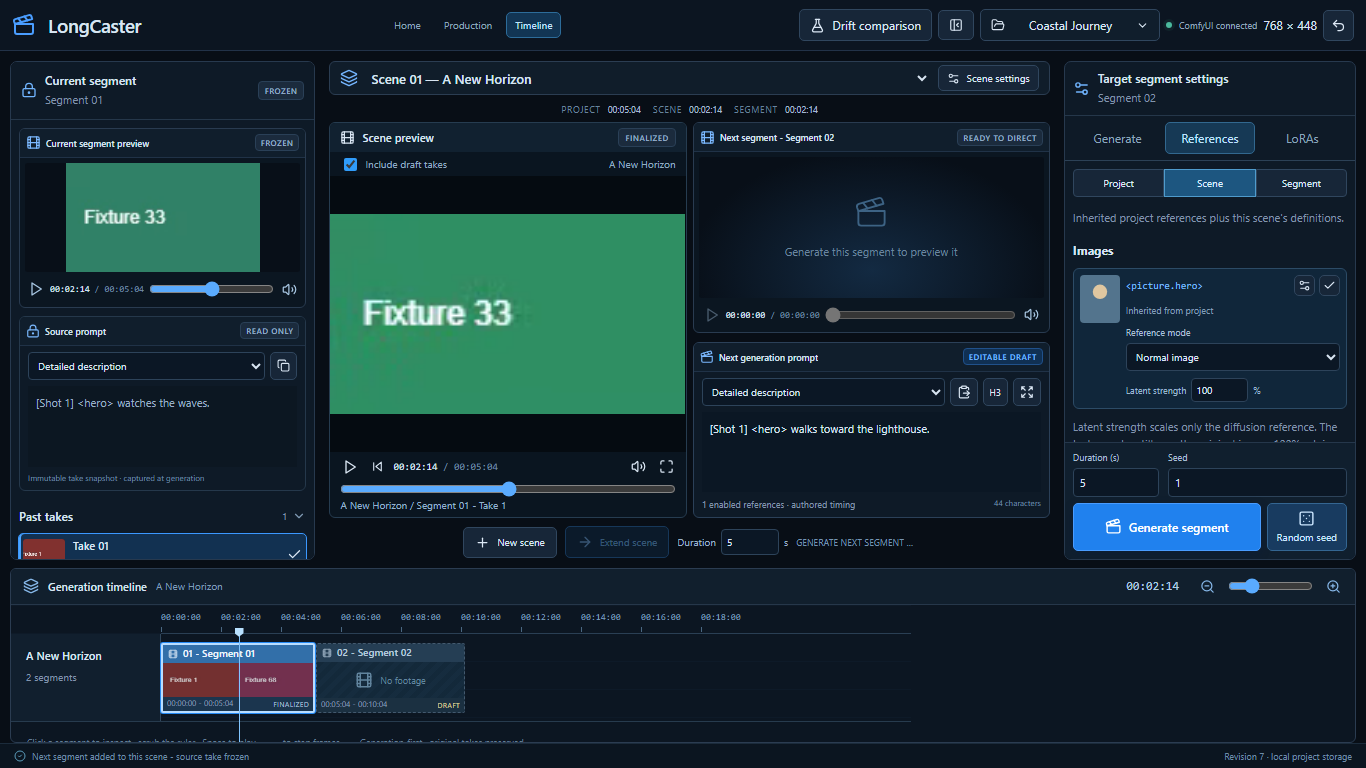 LongCaster
Home
Production
Timeline
Drift comparison
Coastal Journey
ComfyUI connected
768 × 448
Current segment
Segment 01
FROZEN
Current segment preview
FROZEN
Fixture 33
00:02:14 / 00:05:04
Source prompt
READ ONLY
Detailed description
[Shot 1] <hero> watches the waves.
Immutable take snapshot · captured at generation
Past takes
1
Take 01
Scene 01 — A New Horizon
Scene settings
PROJECT 00:05:04 SCENE 00:02:14 SEGMENT 00:02:14
Scene preview
FINALIZED
Include draft takes
A New Horizon
Fixture 33
00:02:14 / 00:05:04
A New Horizon / Segment 01 - Take 1
Next segment - Segment 02
READY TO DIRECT
Generate this segment to preview it
00:00:00 / 00:00:00
Next generation prompt
EDITABLE DRAFT
Detailed description
H3
[Shot 1] <hero> walks toward the lighthouse.
1 enabled references · authored timing
44 characters
New scene
Extend scene
Duration
5
s
GENERATE NEXT SEGMENT ...
Target segment settings
Segment 02
Generate
References
LoRAs
Project
Scene
Segment
Inherited project references plus this scene's definitions.
Images
<picture.hero>
Inherited from project
Reference mode
Normal image
Latent strength
100
%
Latent strength scales only the diffusion reference. The
Duration (s)
Seed
5
1
Generate segment
Random seed
Generation timeline
A New Horizon
00:02:14
00:00:00 00:02:00 00:04:00 00:06:00 00:08:00 00:10:00 00:12:00 00:14:00 00:16:00 00:18:00
A New Horizon
2 segments
01 - Segment 01
Fixture 1
Fixture 68
00:00:00 - 00:05:04
FINALIZED
02 - Segment 02
No footage
00:05:04 - 00:10:04
DRAFT
Next segment added to this scene - source take frozen
Revision 7 · local project storage